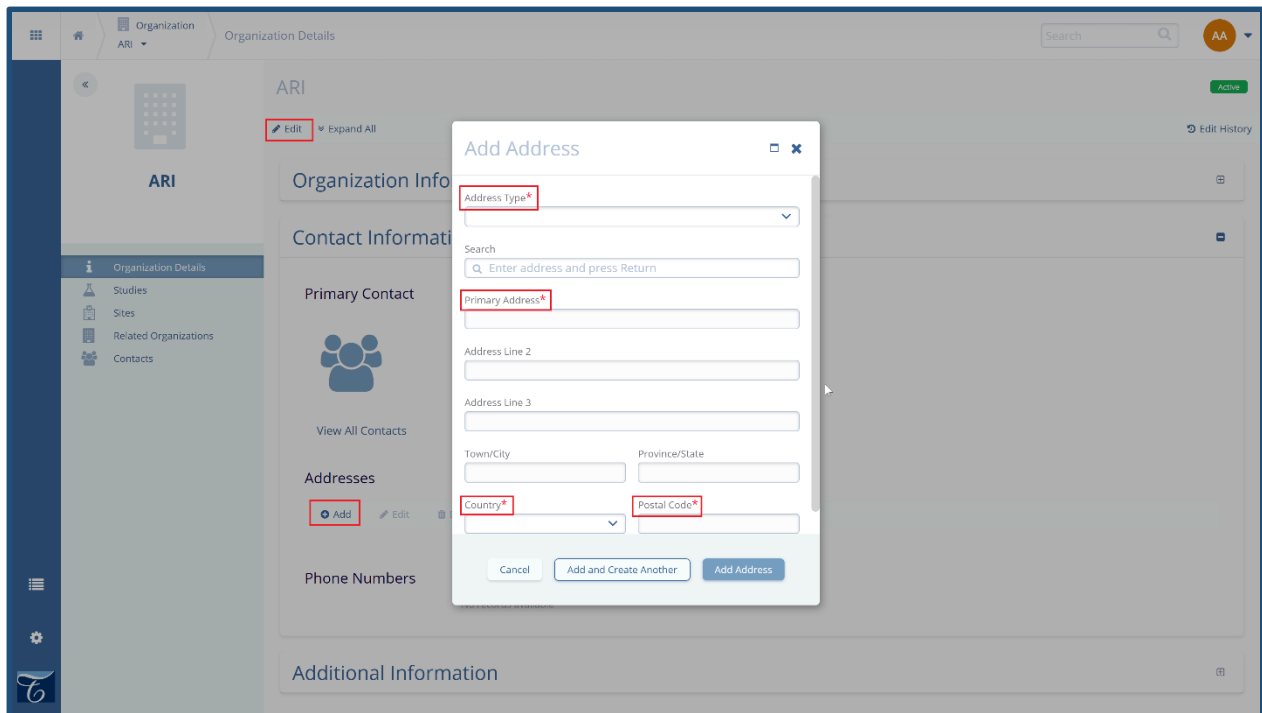 Organization
ARI
Organization Details
Search
AA
ARI
Active
Edit
Expand All
Edit History
ARI
Organization Details
Studies
Sites
Related Organizations
Contacts
Organization Info
Contact Informati
Primary Contact
View All Contacts
Addresses
Add
Edit
Phone Numbers
Additional Information
Add Address
Address Type*
Search
Enter address and press Return
Primary Address*
Address Line 2
Address Line 3
Town/City
Province/State
Country*
Postal Code*
Cancel
Add and Create Another
Add Address